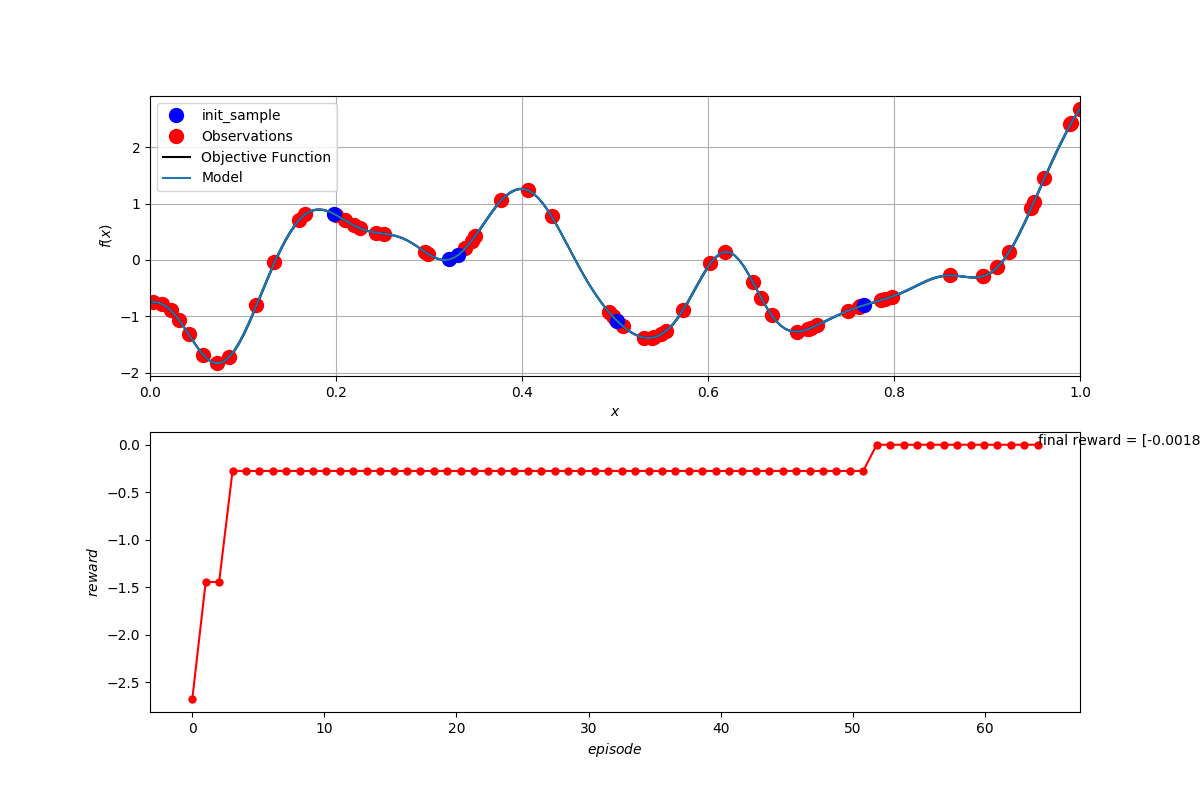 init_sample
Observations
Objective Function
Model
f(x)
2
1
0
−1
−2
0.0 0.2 0.4 0.6 0.8 1.0
x
final reward = [-0.0018
reward
0.0
−0.5
−1.0
−1.5
−2.0
−2.5
0 10 20 30 40 50 60
episode